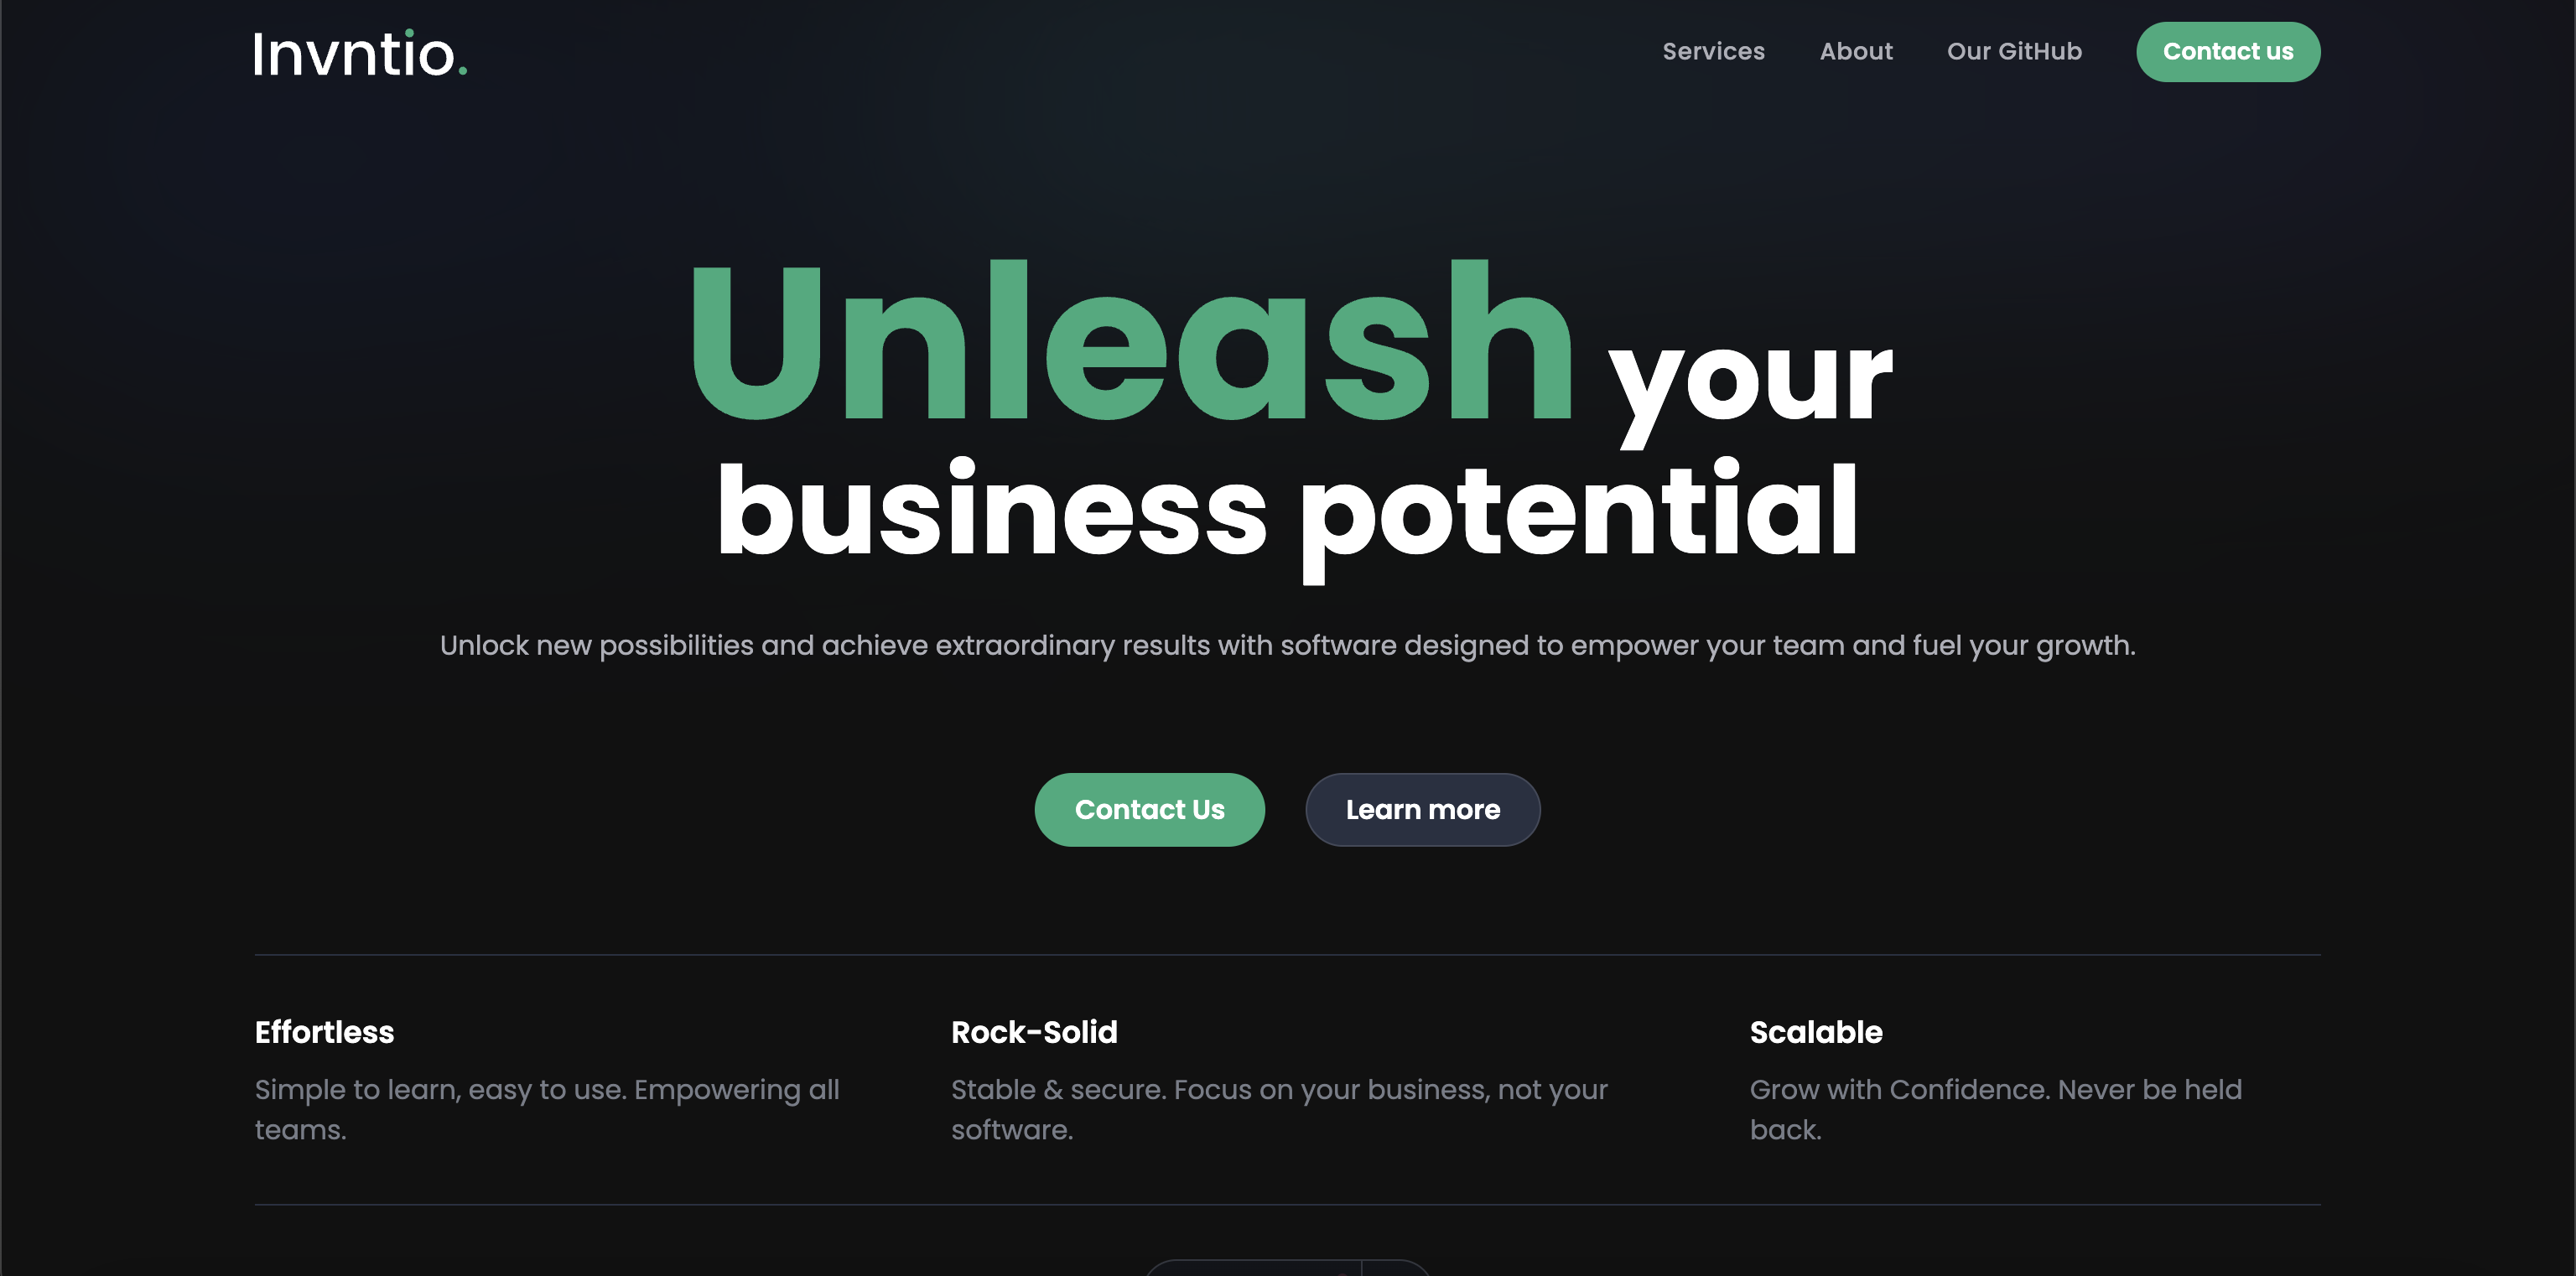 Invntio.
Services
About
Our GitHub
Contact us
Unleash your
business potential
Unlock new possibilities and achieve extraordinary results with software designed to empower your team and fuel your growth.
Contact Us
Learn more
Effortless
Simple to learn, easy to use. Empowering all
teams.
Rock-Solid
Stable & secure. Focus on your business, not your
software.
Scalable
Grow with Confidence. Never be held
back.